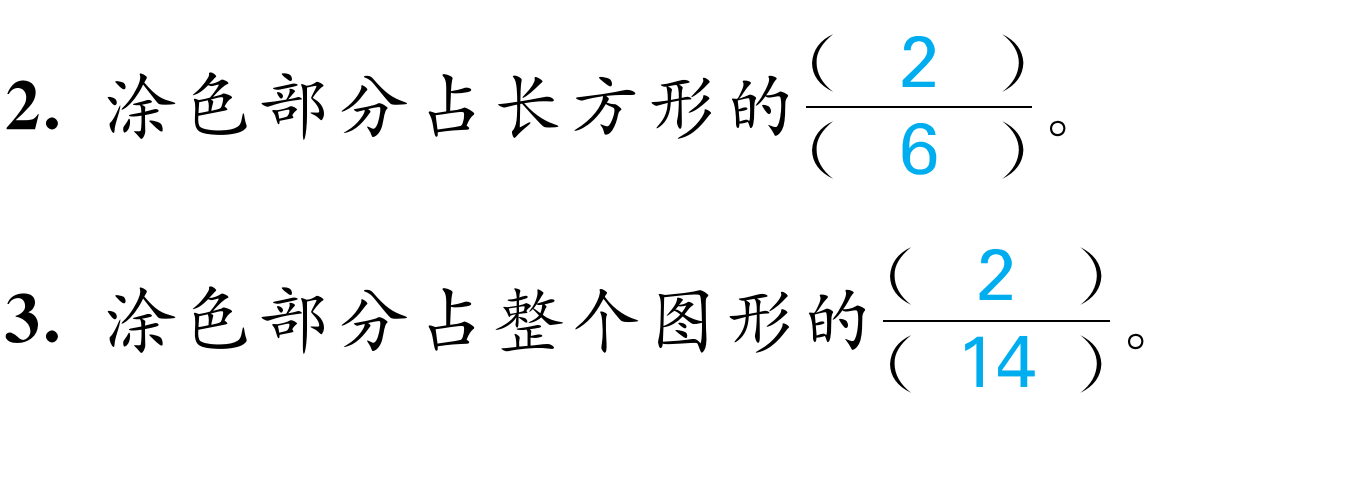 2. 涂色部分占长方形的( 2 )/( 6 )。
3. 涂色部分占整个图形的( 2 )/( 14 )。